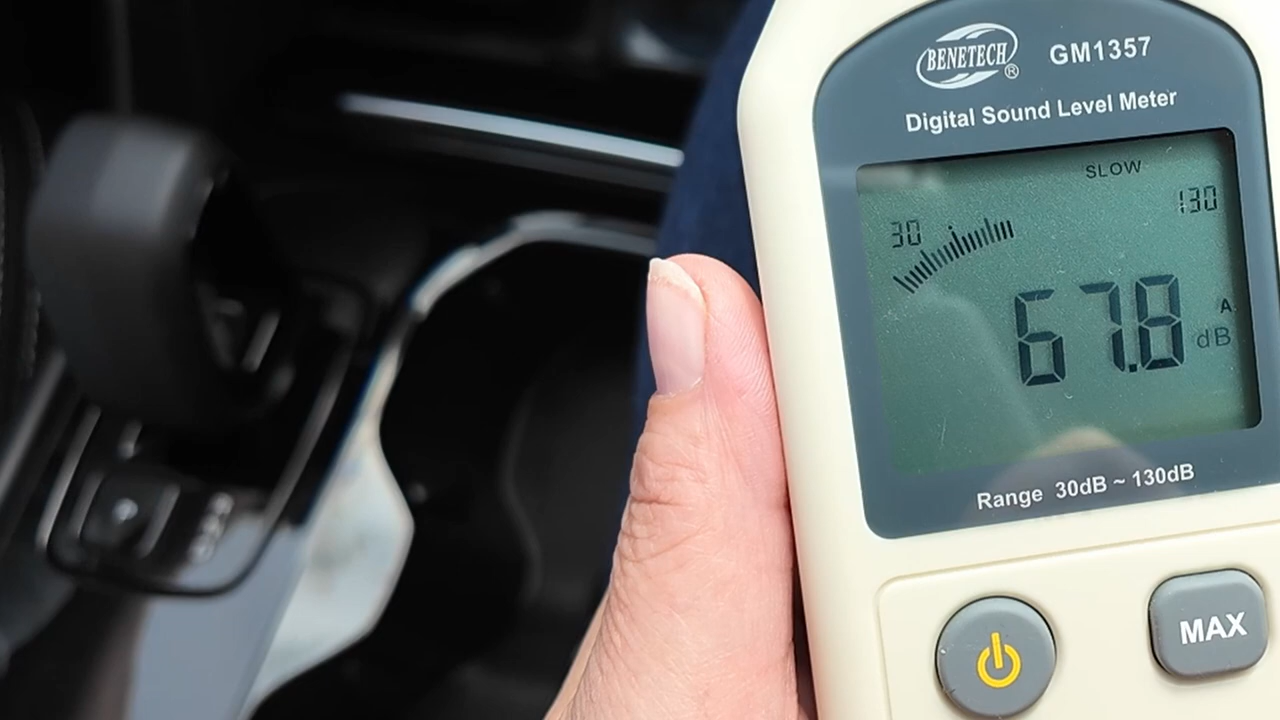 BENETECH® GM1357
Digital Sound Level Meter
SLOW
30 130
67.8 A dB
Range 30dB ~ 130dB
MAX